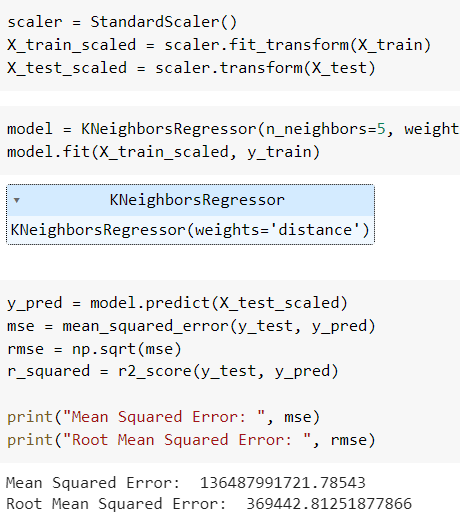 scaler = StandardScaler()
X_train_scaled = scaler.fit_transform(X_train)
X_test_scaled = scaler.transform(X_test)
model = KNeighborsRegressor(n_neighbors=5, weight
model.fit(X_train_scaled, y_train)
▾ KNeighborsRegressor
KNeighborsRegressor(weights='distance')
y_pred = model.predict(X_test_scaled)
mse = mean_squared_error(y_test, y_pred)
rmse = np.sqrt(mse)
r_squared = r2_score(y_test, y_pred)
print("Mean Squared Error: ", mse)
print("Root Mean Squared Error: ", rmse)
Mean Squared Error:  136487991721.78543
Root Mean Squared Error:  369442.81251877866